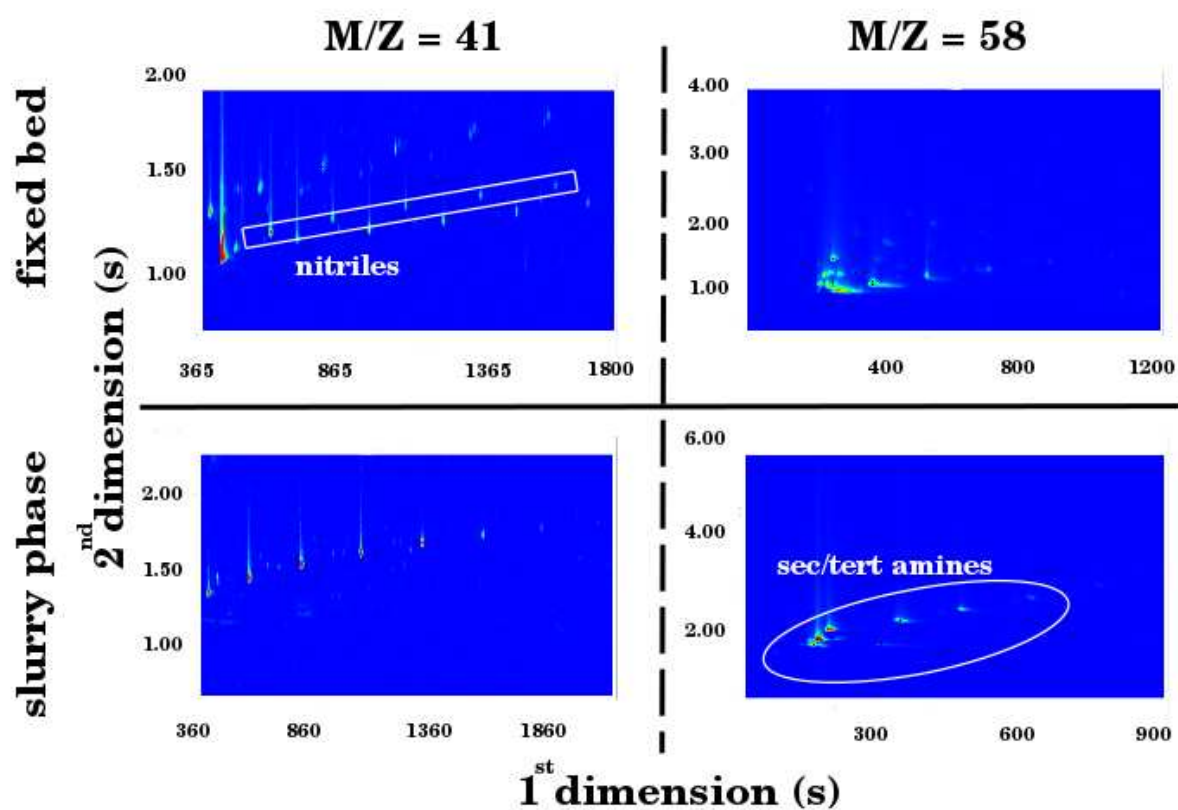 M/Z = 41
M/Z = 58
fixed bed
slurry phase
2nd dimension (s)
2.00
1.50
1.00
nitriles
365 865 1365 1800
4.00
3.00
2.00
1.00
400 800 1200
2.00
1.50
1.00
360 860 1360 1860
6.00
4.00
2.00
sec/tert amines
300 600 900
1st dimension (s)